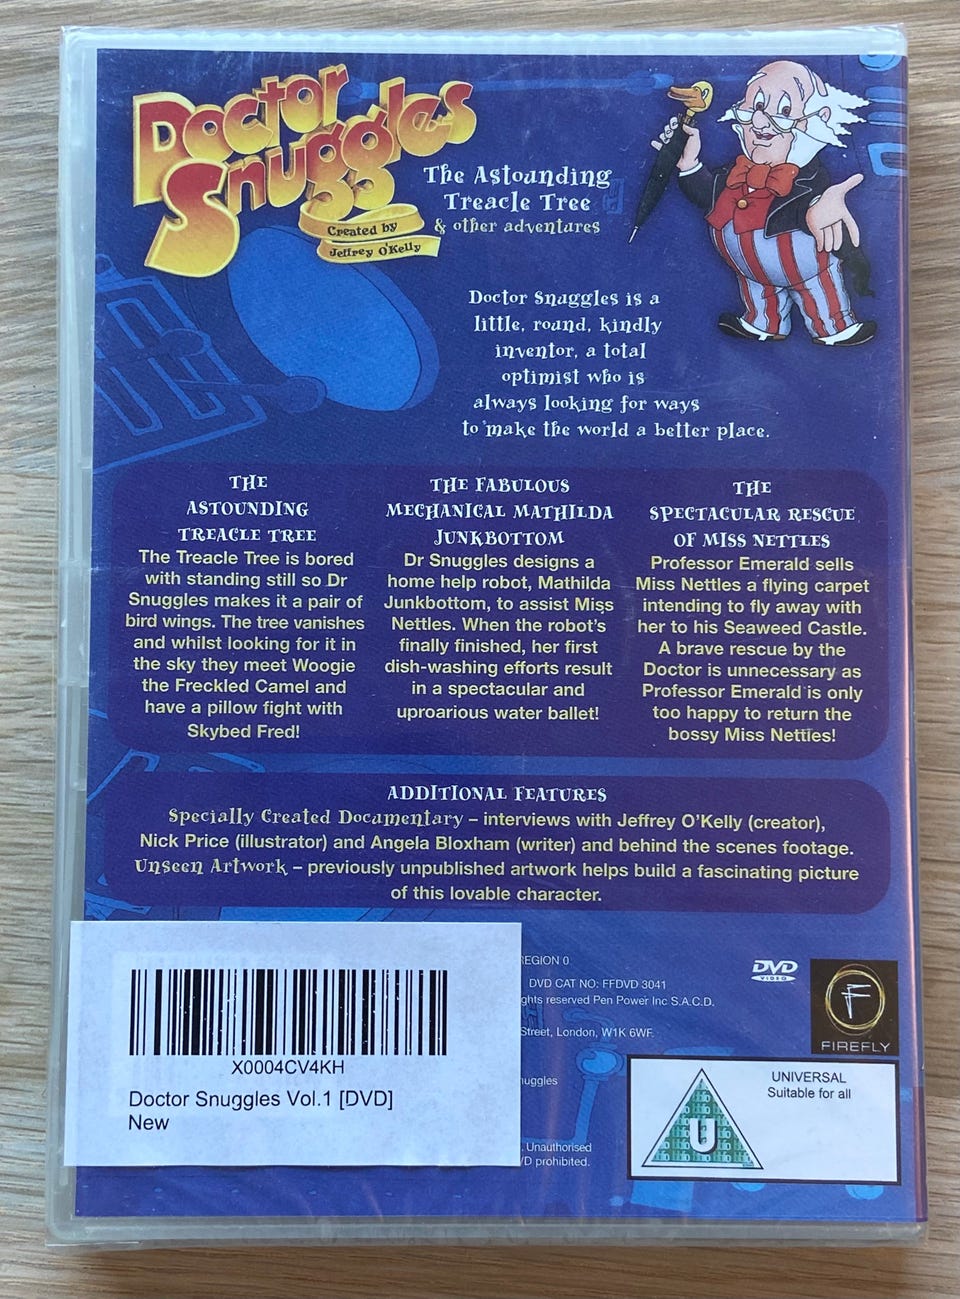 Doctor
Snuggles
Created by
Jeffrey O'Kelly
The Astounding
Treacle Tree
& other adventures
Doctor Snuggles is a
little, round, kindly
inventor, a total
optimist who is
always looking for ways
to make the world a better place.
THE
ASTOUNDING
TREACLE TREE
The Treacle Tree is bored
with standing still so Dr
Snuggles makes it a pair of
bird wings. The tree vanishes
and whilst looking for it in
the sky they meet Woogie
the Freckled Camel and
have a pillow fight with
Skybed Fred!
THE FABULOUS
MECHANICAL MATHILDA
JUNKBOTTOM
Dr Snuggles designs a
home help robot, Mathilda
Junkbottom, to assist Miss
Nettles. When the robot's
finally finished, her first
dish-washing efforts result
in a spectacular and
uproarious water ballet!
THE
SPECTACULAR RESCUE
OF MISS NETTLES
Professor Emerald sells
Miss Nettles a flying carpet
intending to fly away with
her to his Seaweed Castle.
A brave rescue by the
Doctor is unnecessary as
Professor Emerald is only
too happy to return the
bossy Miss Nettles!
ADDITIONAL FEATURES
Specially Created Documentary – interviews with Jeffrey O'Kelly (creator),
Nick Price (illustrator) and Angela Bloxham (writer) and behind the scenes footage.
Unseen Artwork – previously unpublished artwork helps build a fascinating picture
of this lovable character.
REGION 0
DVD CAT NO: FFDVD 3041
ghts reserved Pen Power Inc S.A.C.D.
Street, London, W1K 6WF.
nuggles
. Unauthorised
VD prohibited.
DVD
VIDEO
F
FIREFLY
UNIVERSAL
Suitable for all
U
X0004CV4KH
Doctor Snuggles Vol.1 [DVD]
New